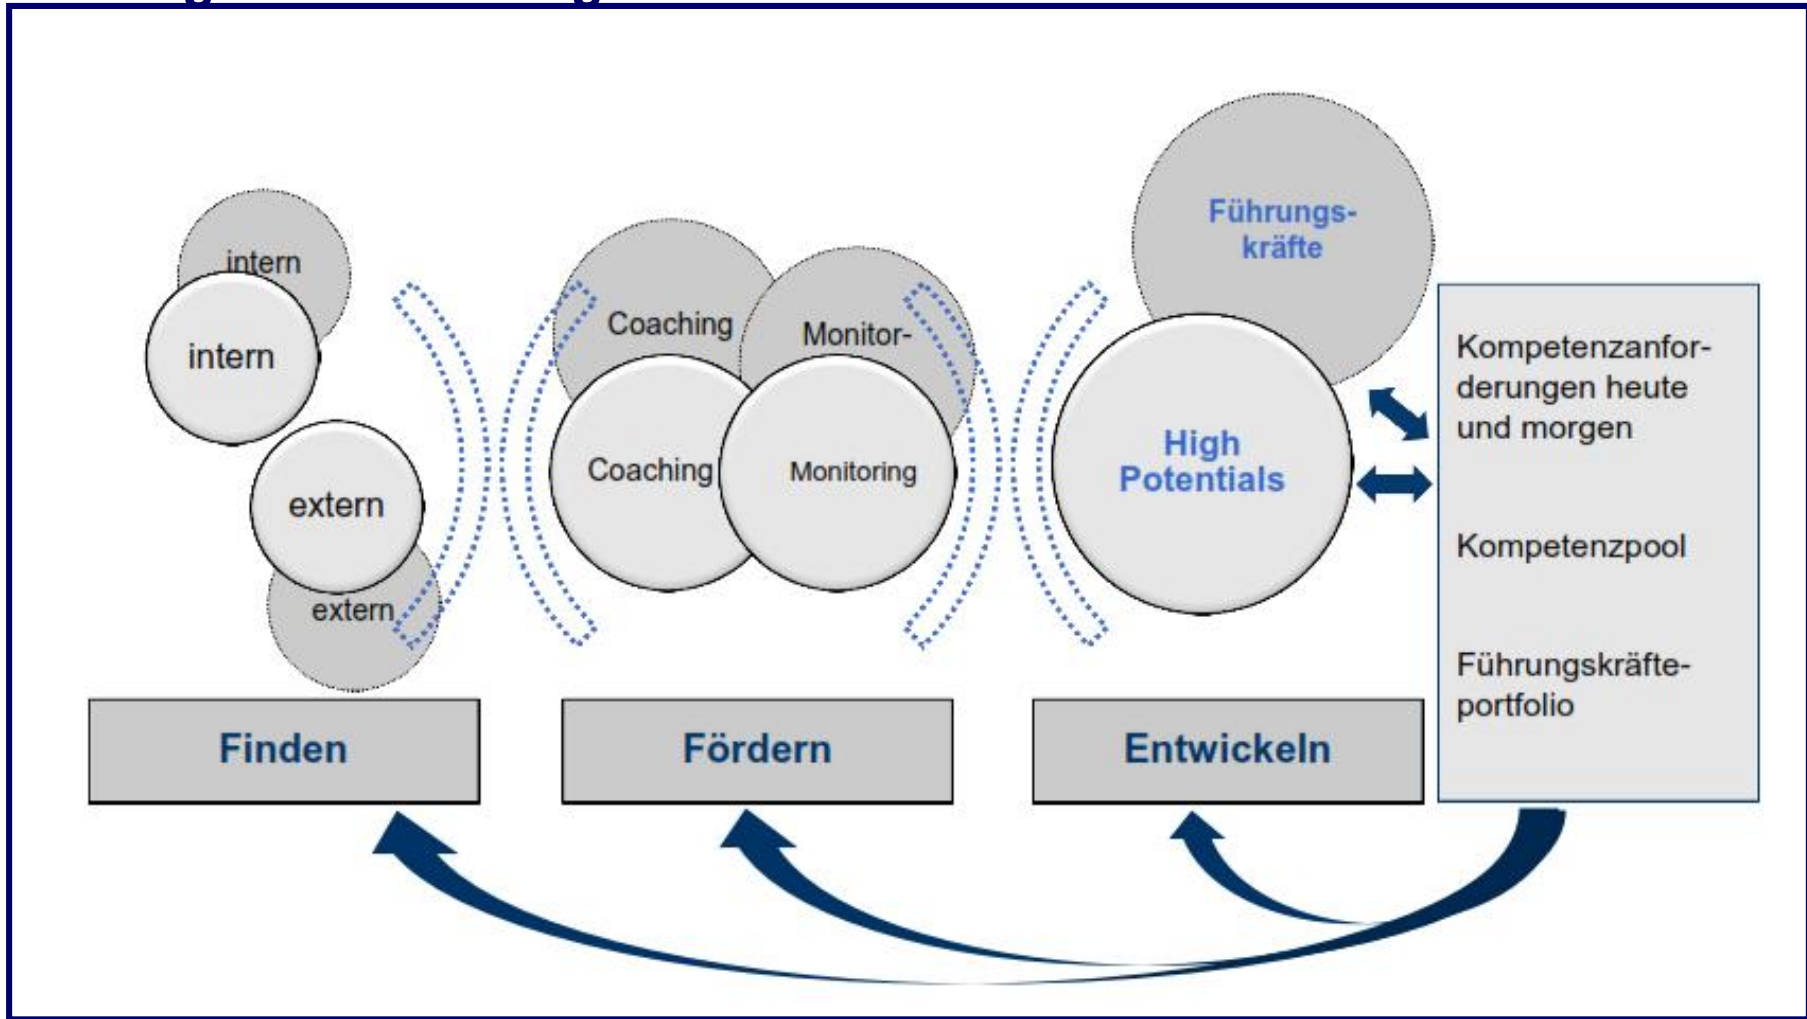 intern
intern
extern
extern
Coaching
Monitor-
Coaching
Monitoring
Führungs-
kräfte
High
Potentials
Kompetenzanfor-
derungen heute
und morgen
Kompetenzpool
Führungskräfte-
portfolio
Finden
Fördern
Entwickeln